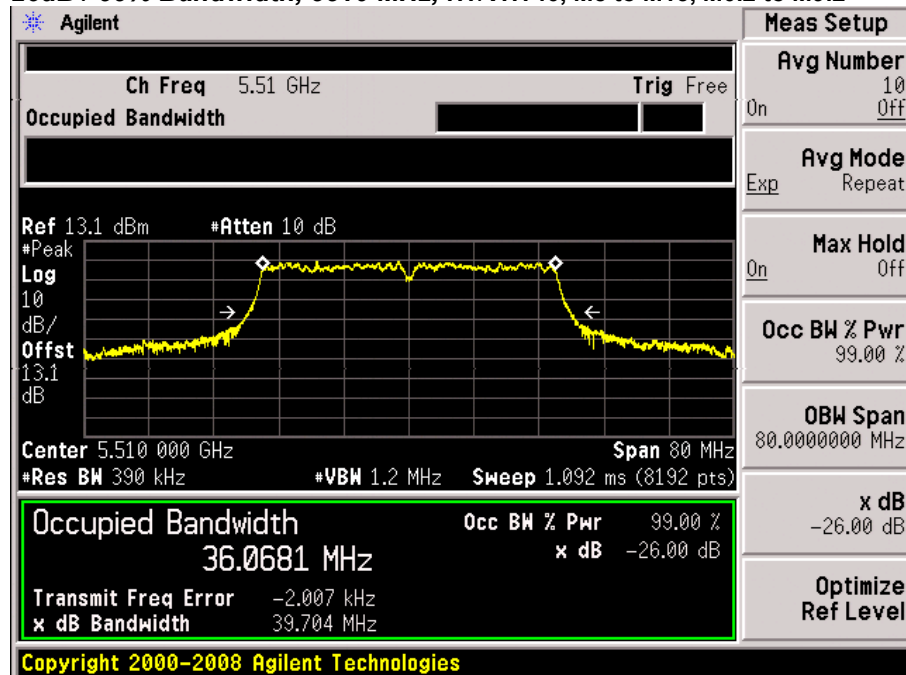 Agilent
Meas Setup
Ch Freq 5.51 GHz Trig Free
Occupied Bandwidth
Avg Number
10
On Off
Avg Mode
Exp Repeat
Max Hold
On Off
Occ BW % Pwr
99.00 %
OBW Span
80.0000000 MHz
x dB
-26.00 dB
Optimize
Ref Level
Ref 13.1 dBm #Atten 10 dB
#Peak
Log
10
dB/
Offst
13.1
dB
Center 5.510 000 GHz Span 80 MHz
#Res BW 390 kHz #VBW 1.2 MHz Sweep 1.092 ms (8192 pts)
Occupied Bandwidth Occ BW % Pwr 99.00 %
36.0681 MHz x dB -26.00 dB
Transmit Freq Error -2.007 kHz
x dB Bandwidth 39.704 MHz
Copyright 2000-2008 Agilent Technologies